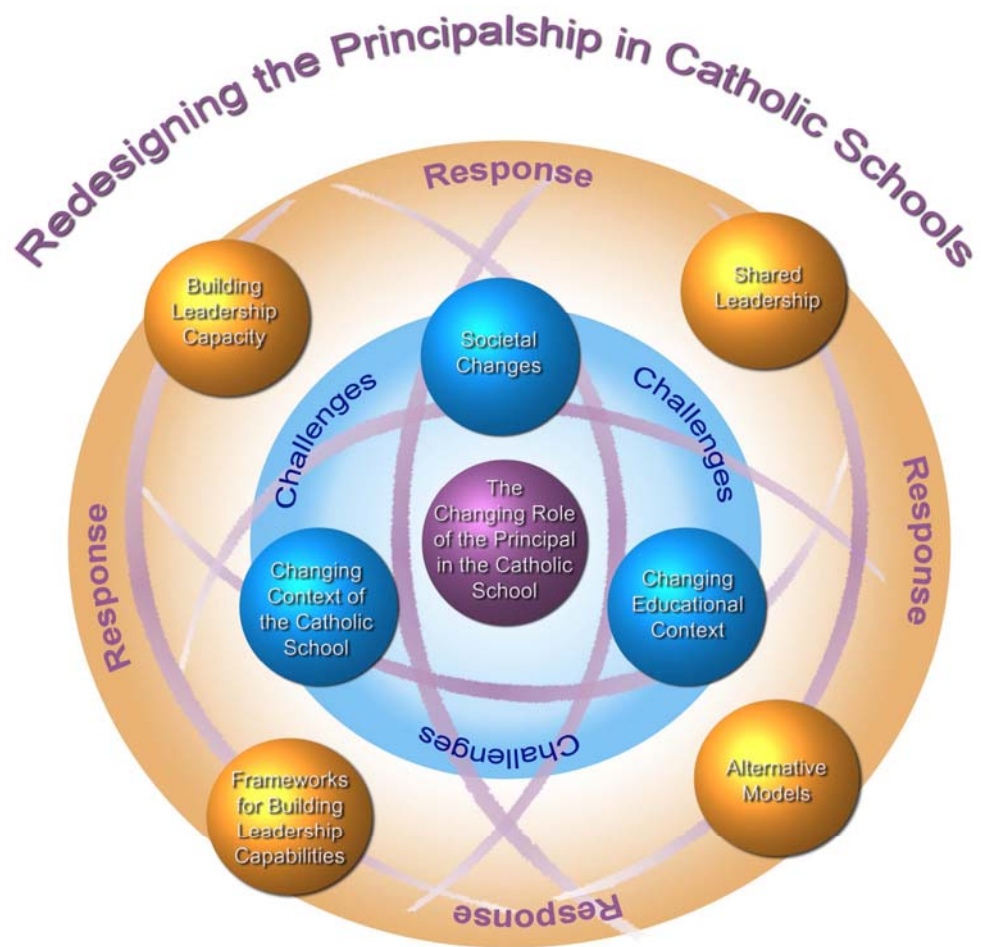 Redesigning the Principalship in Catholic Schools
Response
Building
Leadership
Capacity
Shared
Leadership
Societal
Changes
Challenges
Challenges
The
Changing Role
of the Principal
in the Catholic
School
Response
Response
Changing
Context of
the Catholic
School
Changing
Educational
Context
Challenges
Frameworks
for Building
Leadership
Capabilities
Alternative
Models
Response